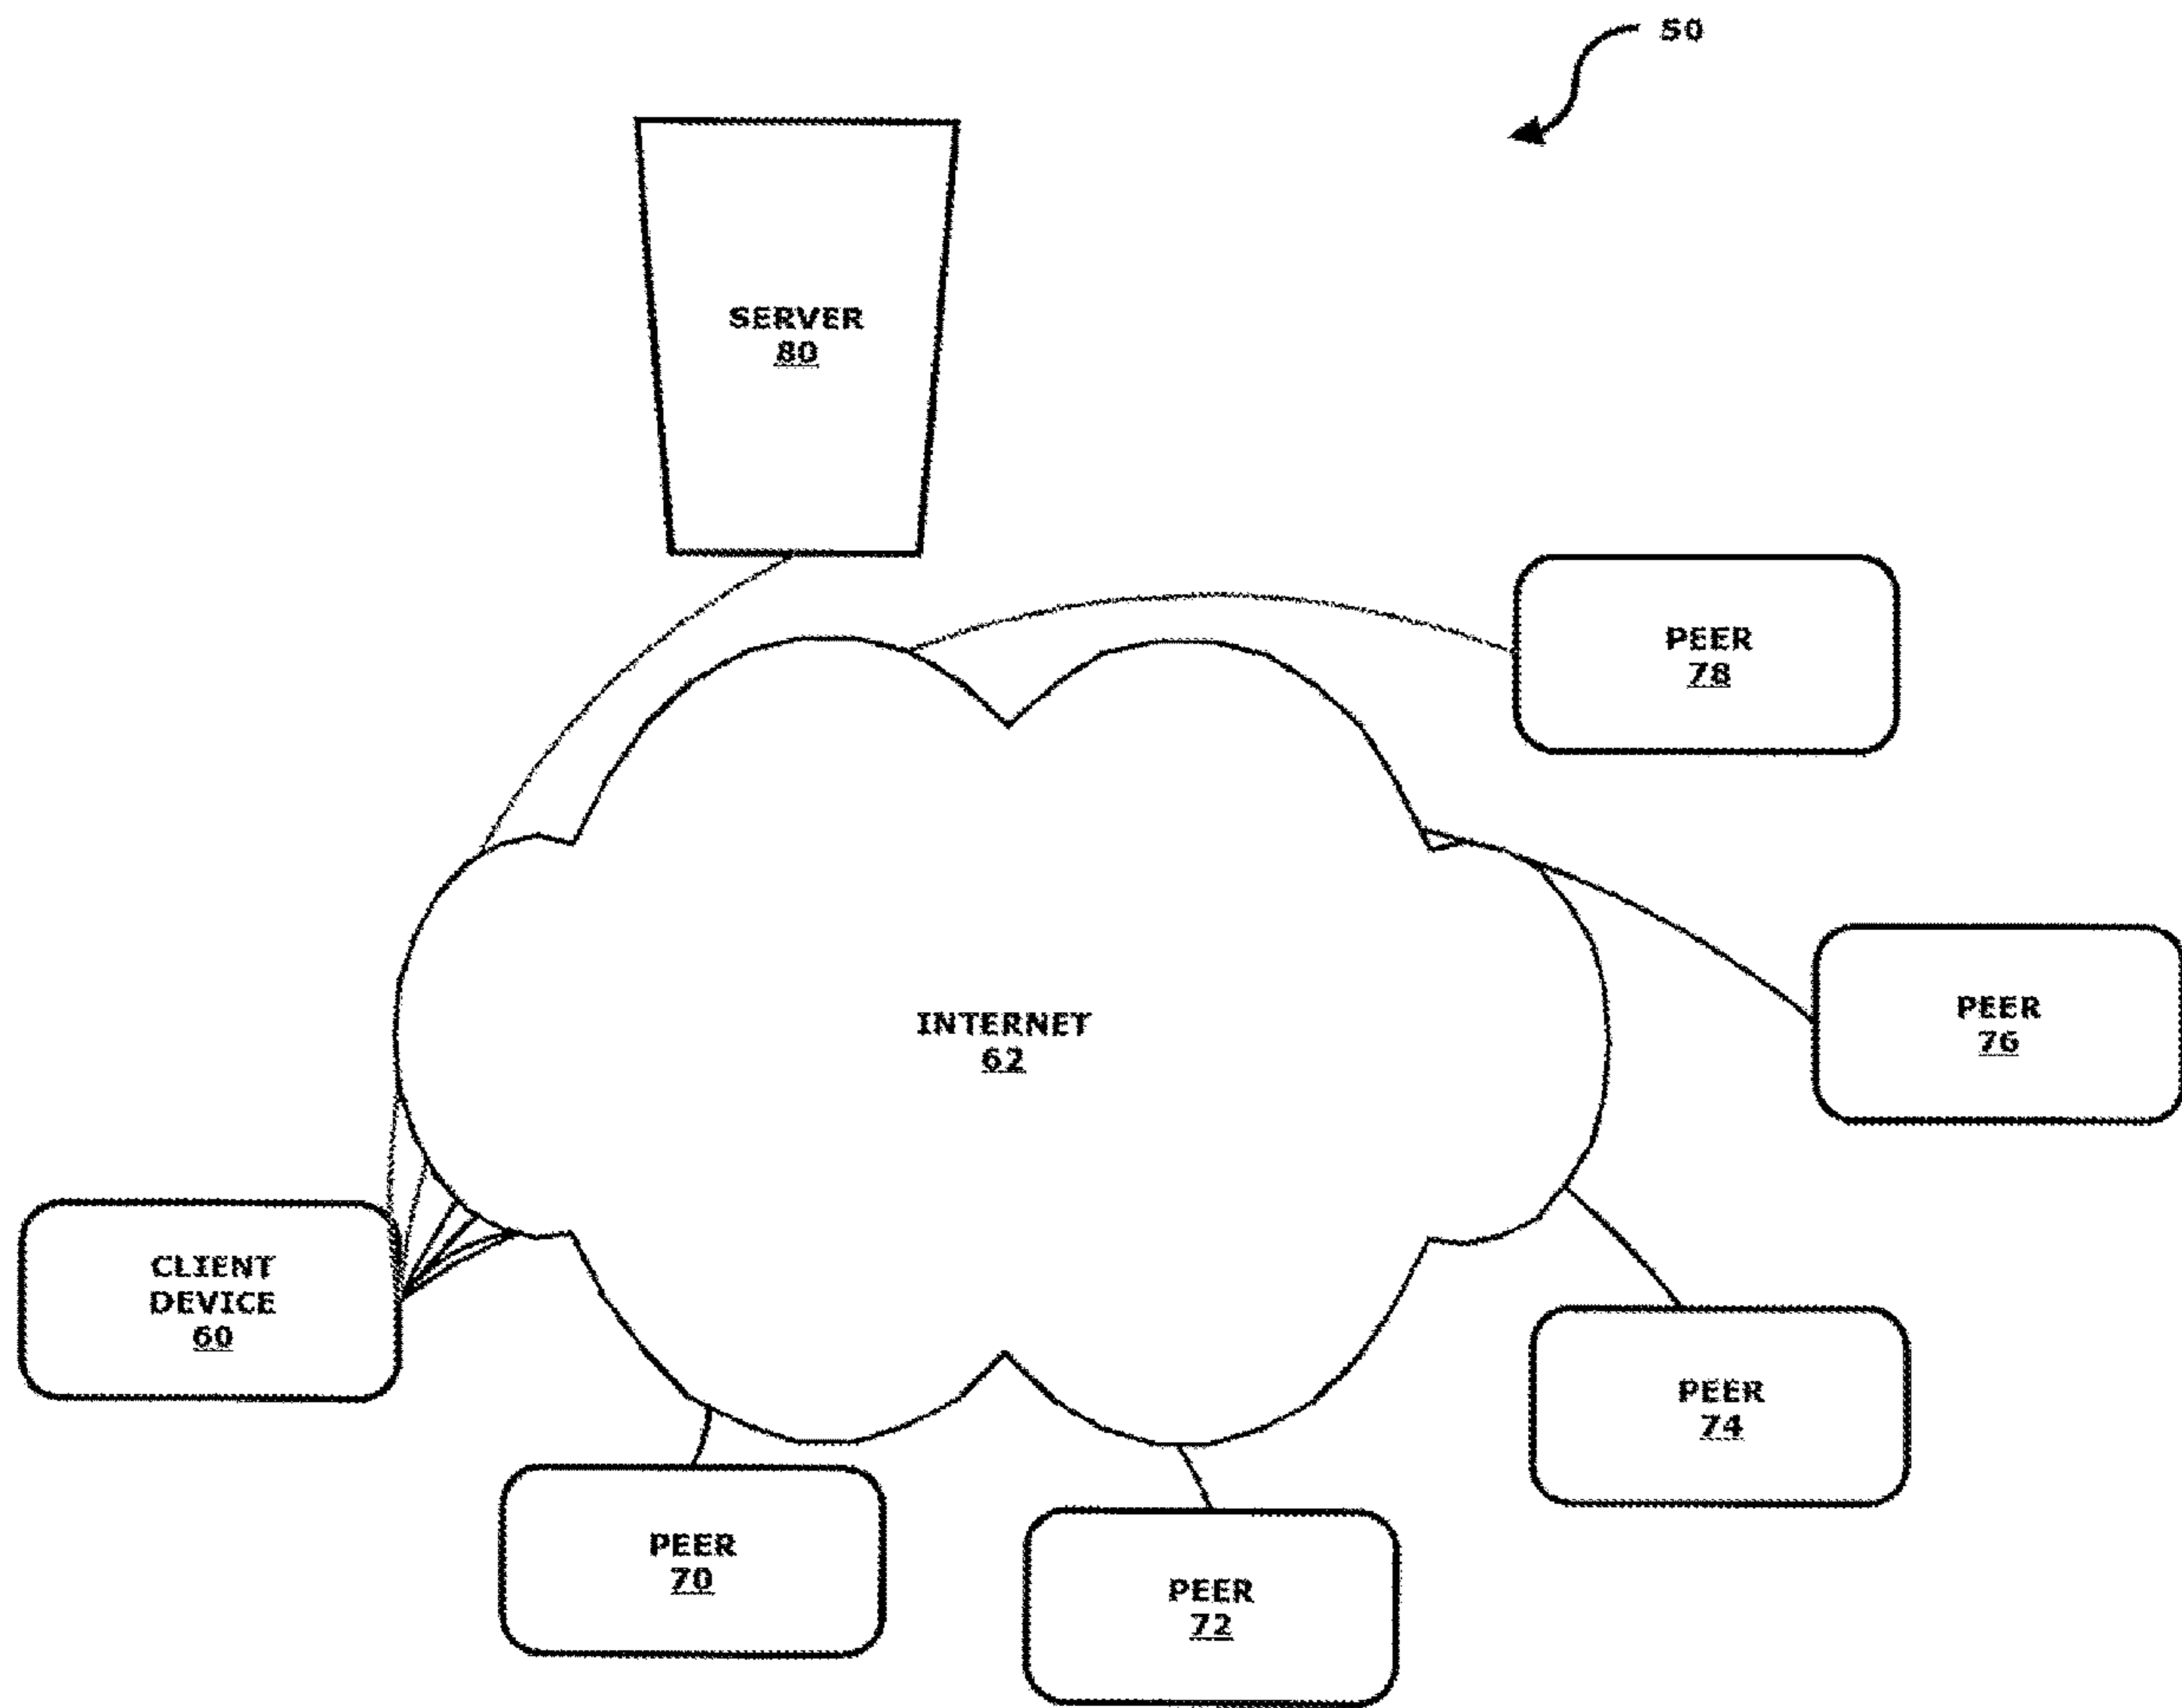 50
SERVER
80
PEER
78
INTERNET
62
PEER
76
CLIENT
DEVICE
60
PEER
74
PEER
70
PEER
72